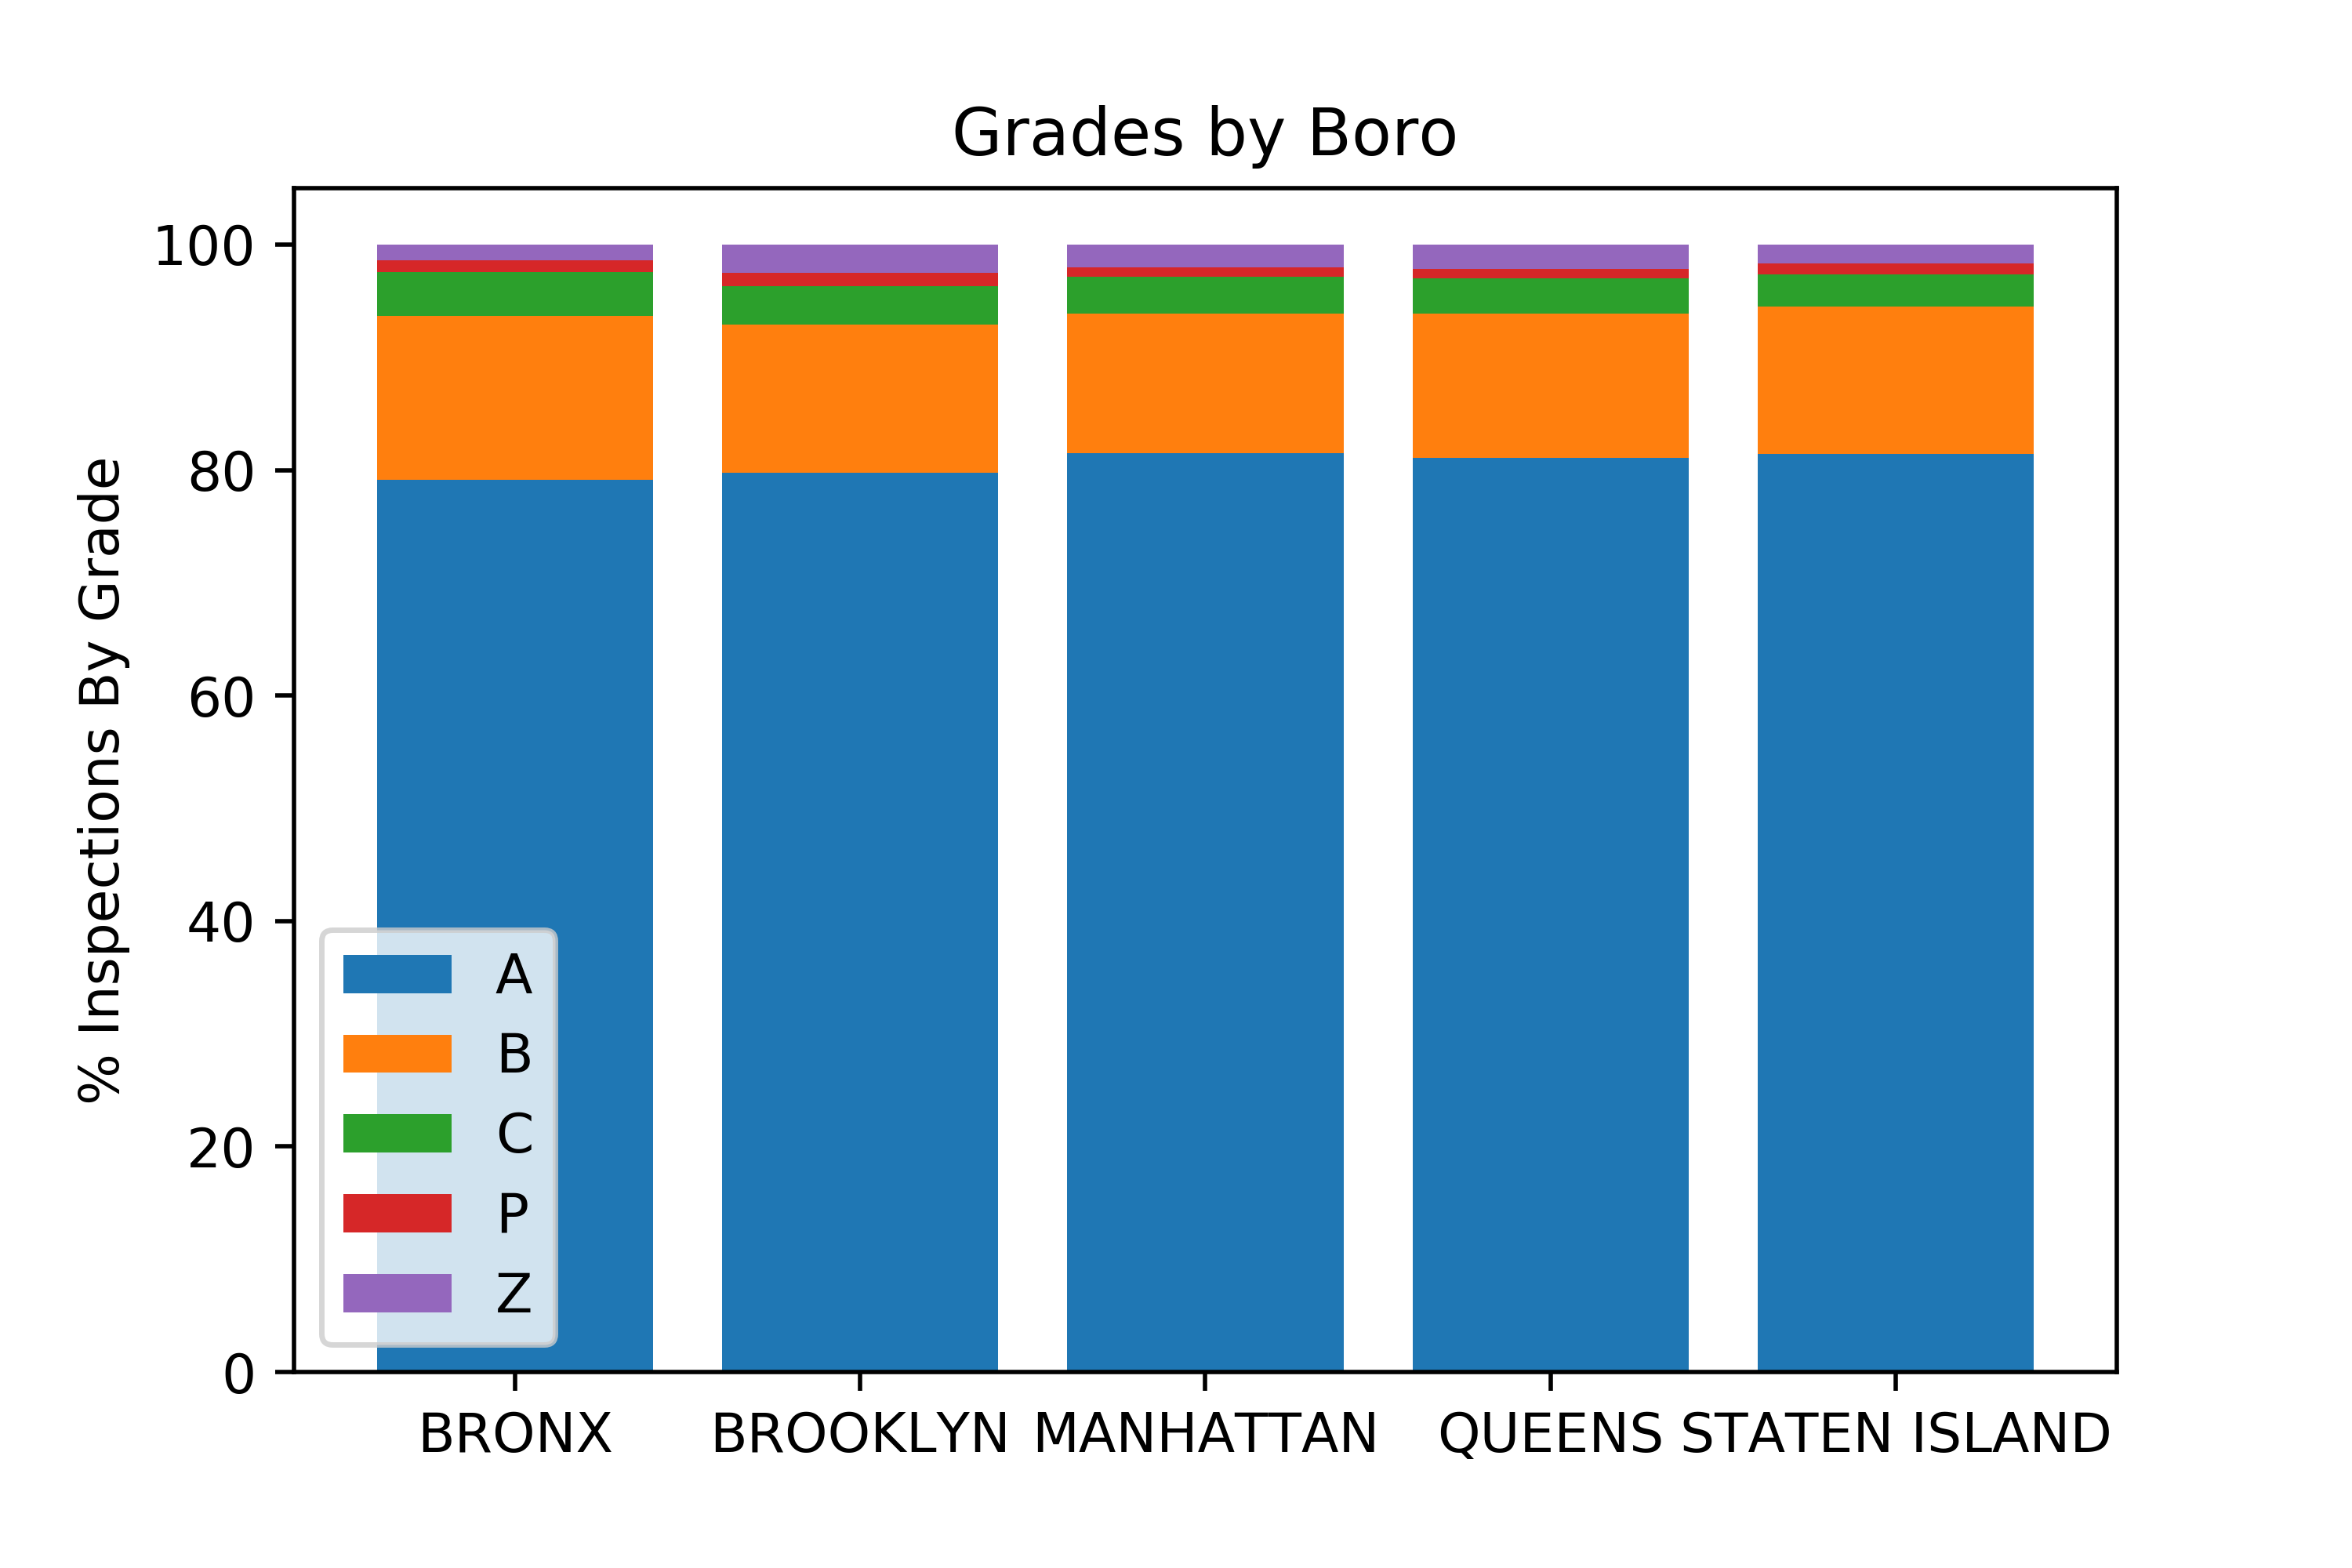 Grades by Boro
% Inspections By Grade
100
80
60
40
20
0
A
B
C
P
Z
BRONX BROOKLYN MANHATTAN QUEENS STATEN ISLAND